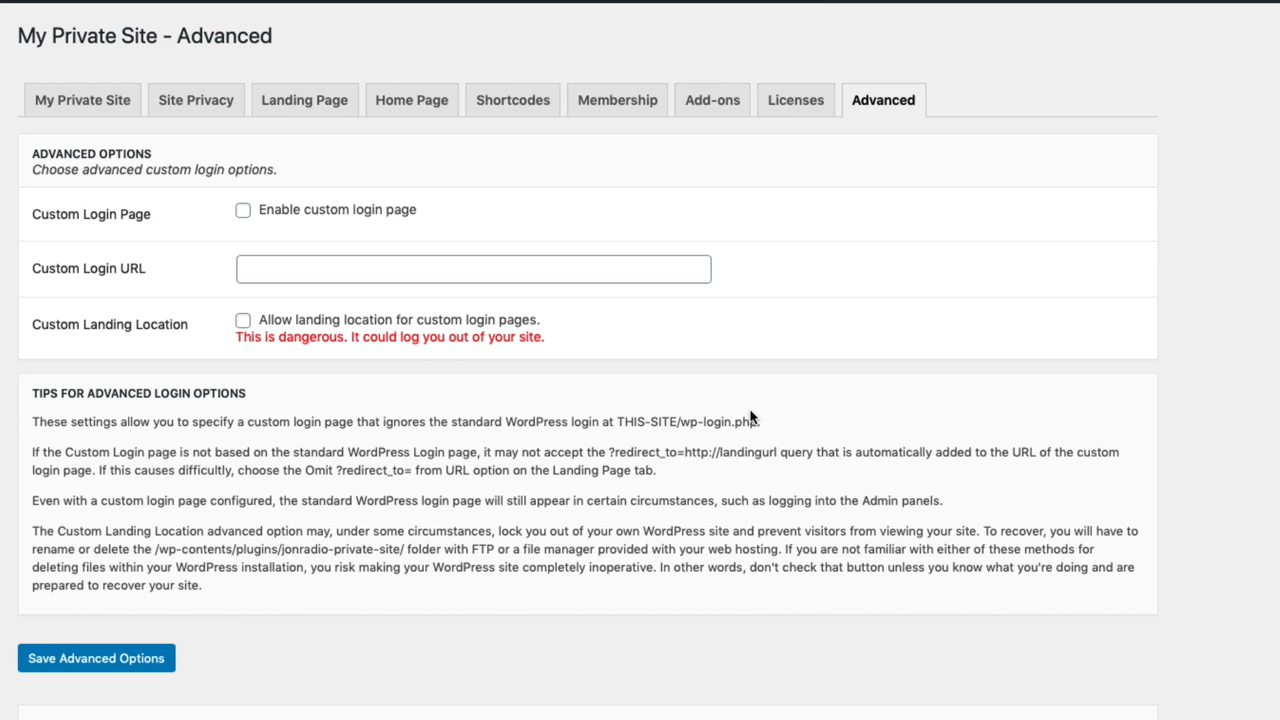 My Private Site - Advanced
My Private Site
Site Privacy
Landing Page
Home Page
Shortcodes
Membership
Add-ons
Licenses
Advanced
ADVANCED OPTIONS
Choose advanced custom login options.
Custom Login Page
Enable custom login page
Custom Login URL
Custom Landing Location
Allow landing location for custom login pages.
This is dangerous. It could log you out of your site.
TIPS FOR ADVANCED LOGIN OPTIONS
These settings allow you to specify a custom login page that ignores the standard WordPress login at THIS-SITE/wp-login.php.
If the Custom Login page is not based on the standard WordPress Login page, it may not accept the ?redirect_to=http://landingurl query that is automatically added to the URL of the custom
login page. If this causes difficultly, choose the Omit ?redirect_to= from URL option on the Landing Page tab.
Even with a custom login page configured, the standard WordPress login page will still appear in certain circumstances, such as logging into the Admin panels.
The Custom Landing Location advanced option may, under some circumstances, lock you out of your own WordPress site and prevent visitors from viewing your site. To recover, you will have to
rename or delete the /wp-contents/plugins/jonradio-private-site/ folder with FTP or a file manager provided with your web hosting. If you are not familiar with either of these methods for
deleting files within your WordPress installation, you risk making your WordPress site completely inoperative. In other words, don't check that button unless you know what you're doing and are
prepared to recover your site.
Save Advanced Options